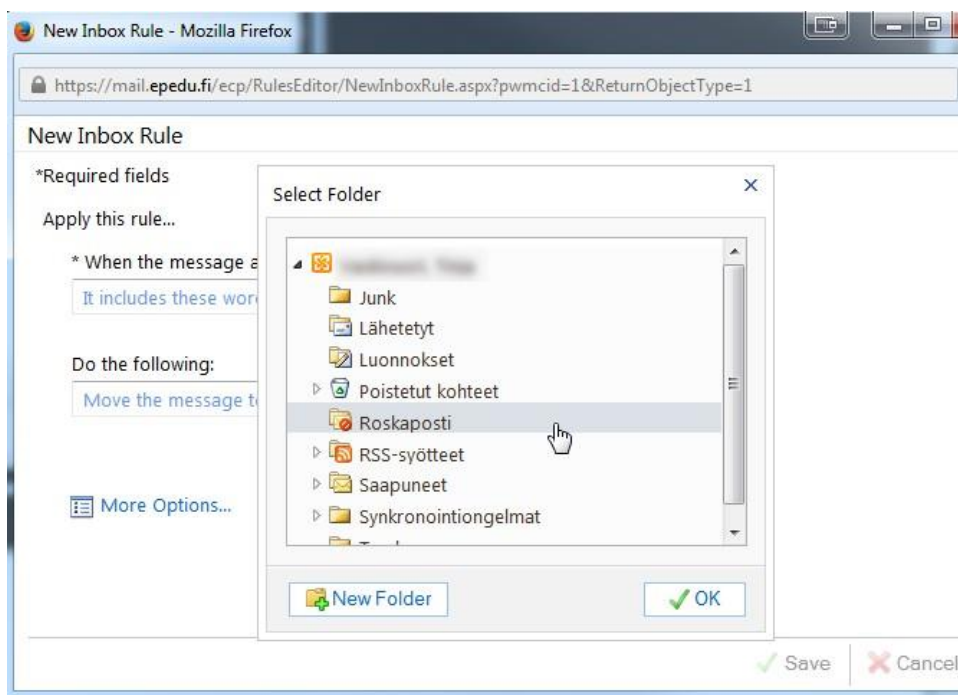 New Inbox Rule - Mozilla Firefox
https://mail.epedu.fi/ecp/RulesEditor/NewInboxRule.aspx?pwmcid=1&ReturnObjectType=1
New Inbox Rule
*Required fields
Apply this rule...
* When the message a
It includes these wor
Do the following:
Move the message t
More Options...
Select Folder
Junk
Lähetetyt
Luonnokset
Poistetut kohteet
Roskaposti
RSS-syötteet
Saapuneet
Synkronointiongelmat
New Folder
OK
Save
Cancel